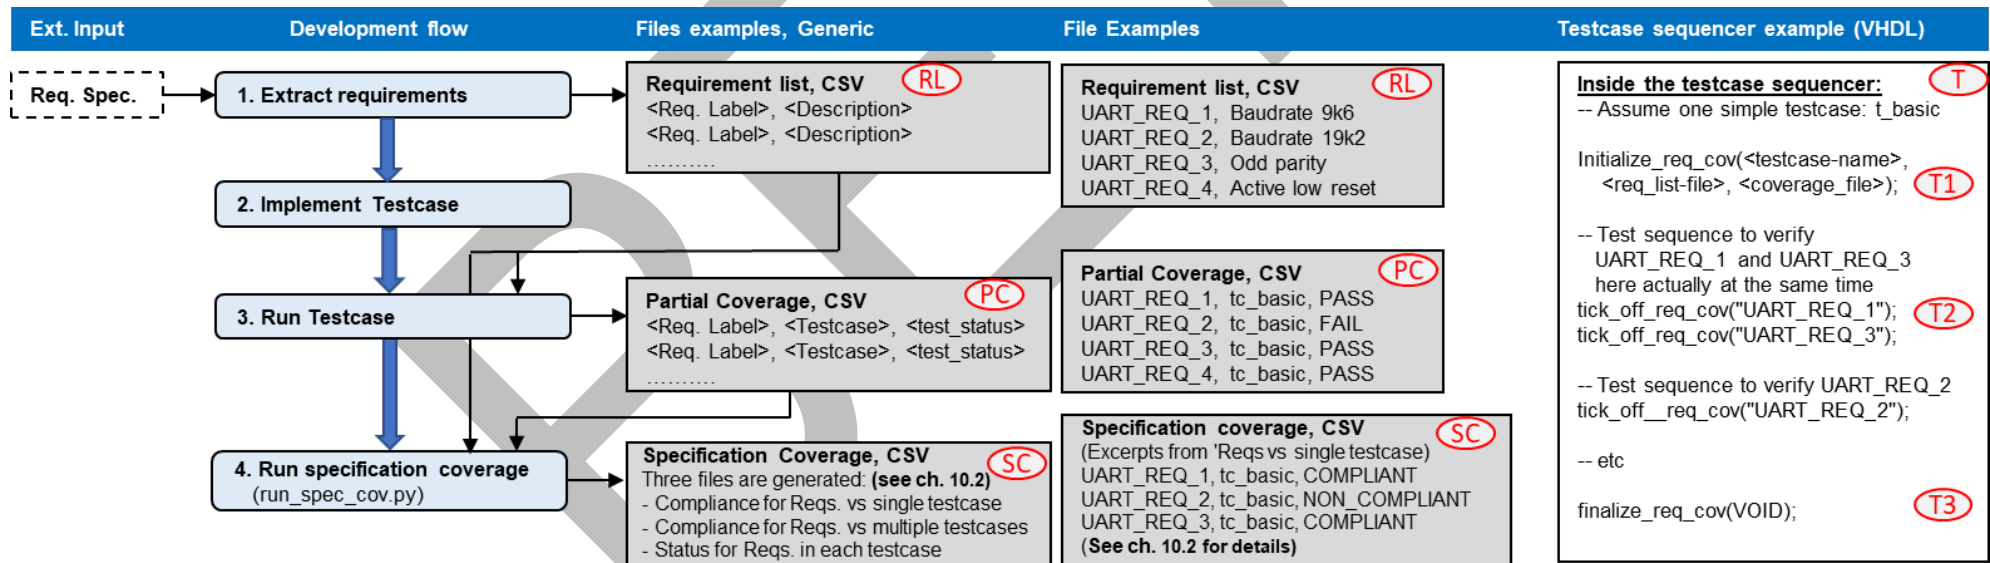 Ext. Input
Development flow
Files examples, Generic
File Examples
Testcase sequencer example (VHDL)
Req. Spec.
1. Extract requirements
2. Implement Testcase
3. Run Testcase
4. Run specification coverage
(run_spec_cov.py)
Requirement list, CSV
RL
<Req. Label>, <Description>
<Req. Label>, <Description>
..........
Partial Coverage, CSV
PC
<Req. Label>, <Testcase>, <test_status>
<Req. Label>, <Testcase>, <test_status>
..........
Specification Coverage, CSV
SC
Three files are generated: (see ch. 10.2)
- Compliance for Reqs. vs single testcase
- Compliance for Reqs. vs multiple testcases
- Status for Reqs. in each testcase
Requirement list, CSV
RL
UART_REQ_1, Baudrate 9k6
UART_REQ_2, Baudrate 19k2
UART_REQ_3, Odd parity
UART_REQ_4, Active low reset
Partial Coverage, CSV
PC
UART_REQ_1, tc_basic, PASS
UART_REQ_2, tc_basic, FAIL
UART_REQ_3, tc_basic, PASS
UART_REQ_4, tc_basic, PASS
Specification coverage, CSV
SC
(Excerpts from 'Reqs vs single testcase)
UART_REQ_1, tc_basic, COMPLIANT
UART_REQ_2, tc_basic, NON_COMPLIANT
UART_REQ_3, tc_basic, COMPLIANT
(See ch. 10.2 for details)
Inside the testcase sequencer:
T
-- Assume one simple testcase: t_basic
Initialize_req_cov(<testcase-name>,
<req_list-file>, <coverage_file>);
T1
-- Test sequence to verify
UART_REQ_1 and UART_REQ_3
here actually at the same time
tick_off_req_cov("UART_REQ_1");
T2
tick_off_req_cov("UART_REQ_3");
-- Test sequence to verify UART_REQ_2
tick_off__req_cov("UART_REQ_2");
-- etc
finalize_req_cov(VOID);
T3